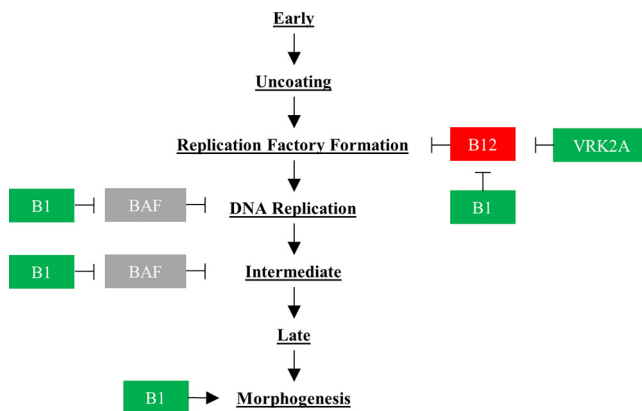 Early
Uncoating
Replication Factory Formation
B12
VRK2A
B1
BAF
DNA Replication
B1
B1
BAF
Intermediate
Late
B1
Morphogenesis